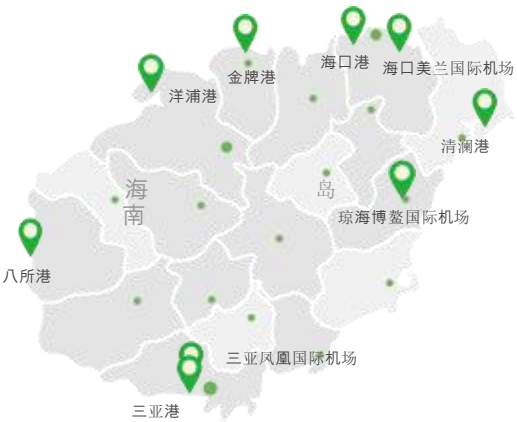 海口港
海口美兰国际机场
金牌港
洋浦港
清澜港
海
南
岛
琼海博鳌国际机场
八所港
三亚凤凰国际机场
三亚港